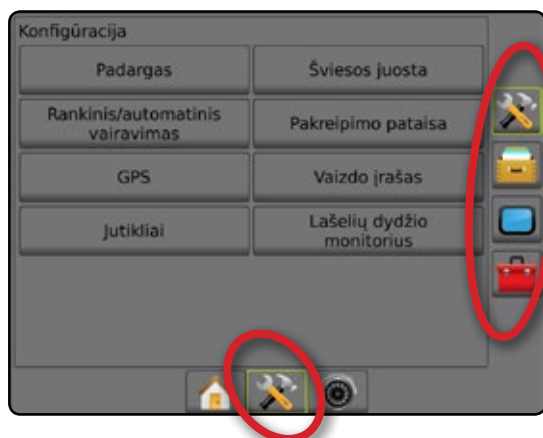 Konfigūracija
Padargas
Šviesos juosta
Rankinis/automatinis
vairavimas
Pakreipimo pataisa
GPS
Vaizdo įrašas
Jutikliai
Lašelių dydžio
monitorius